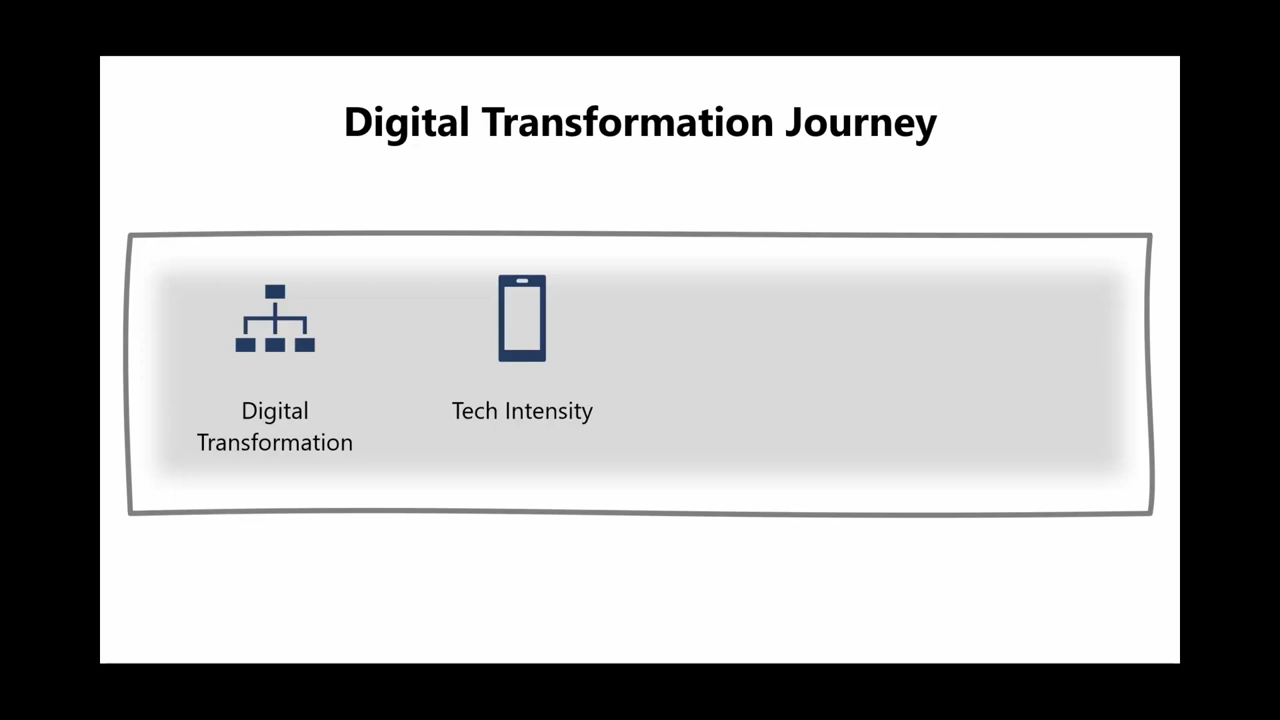 Digital Transformation Journey
Digital
Transformation
Tech Intensity